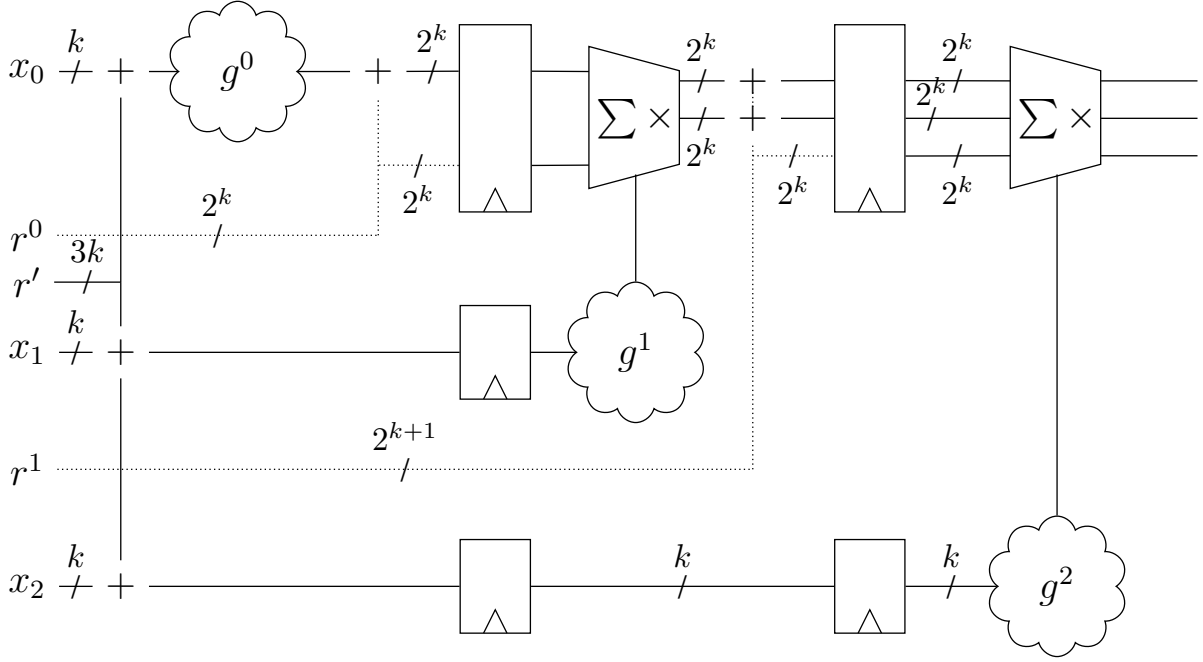 k 2^k 2^k 2^k
x_0 + g^0 + 2^k +
∑ × + ∑ ×
2^k 2^k 2^k 2^k
2^k
r^0
3k
r'
k
x_1 + g^1
2^{k+1}
r^1
k k k
x_2 + g^2